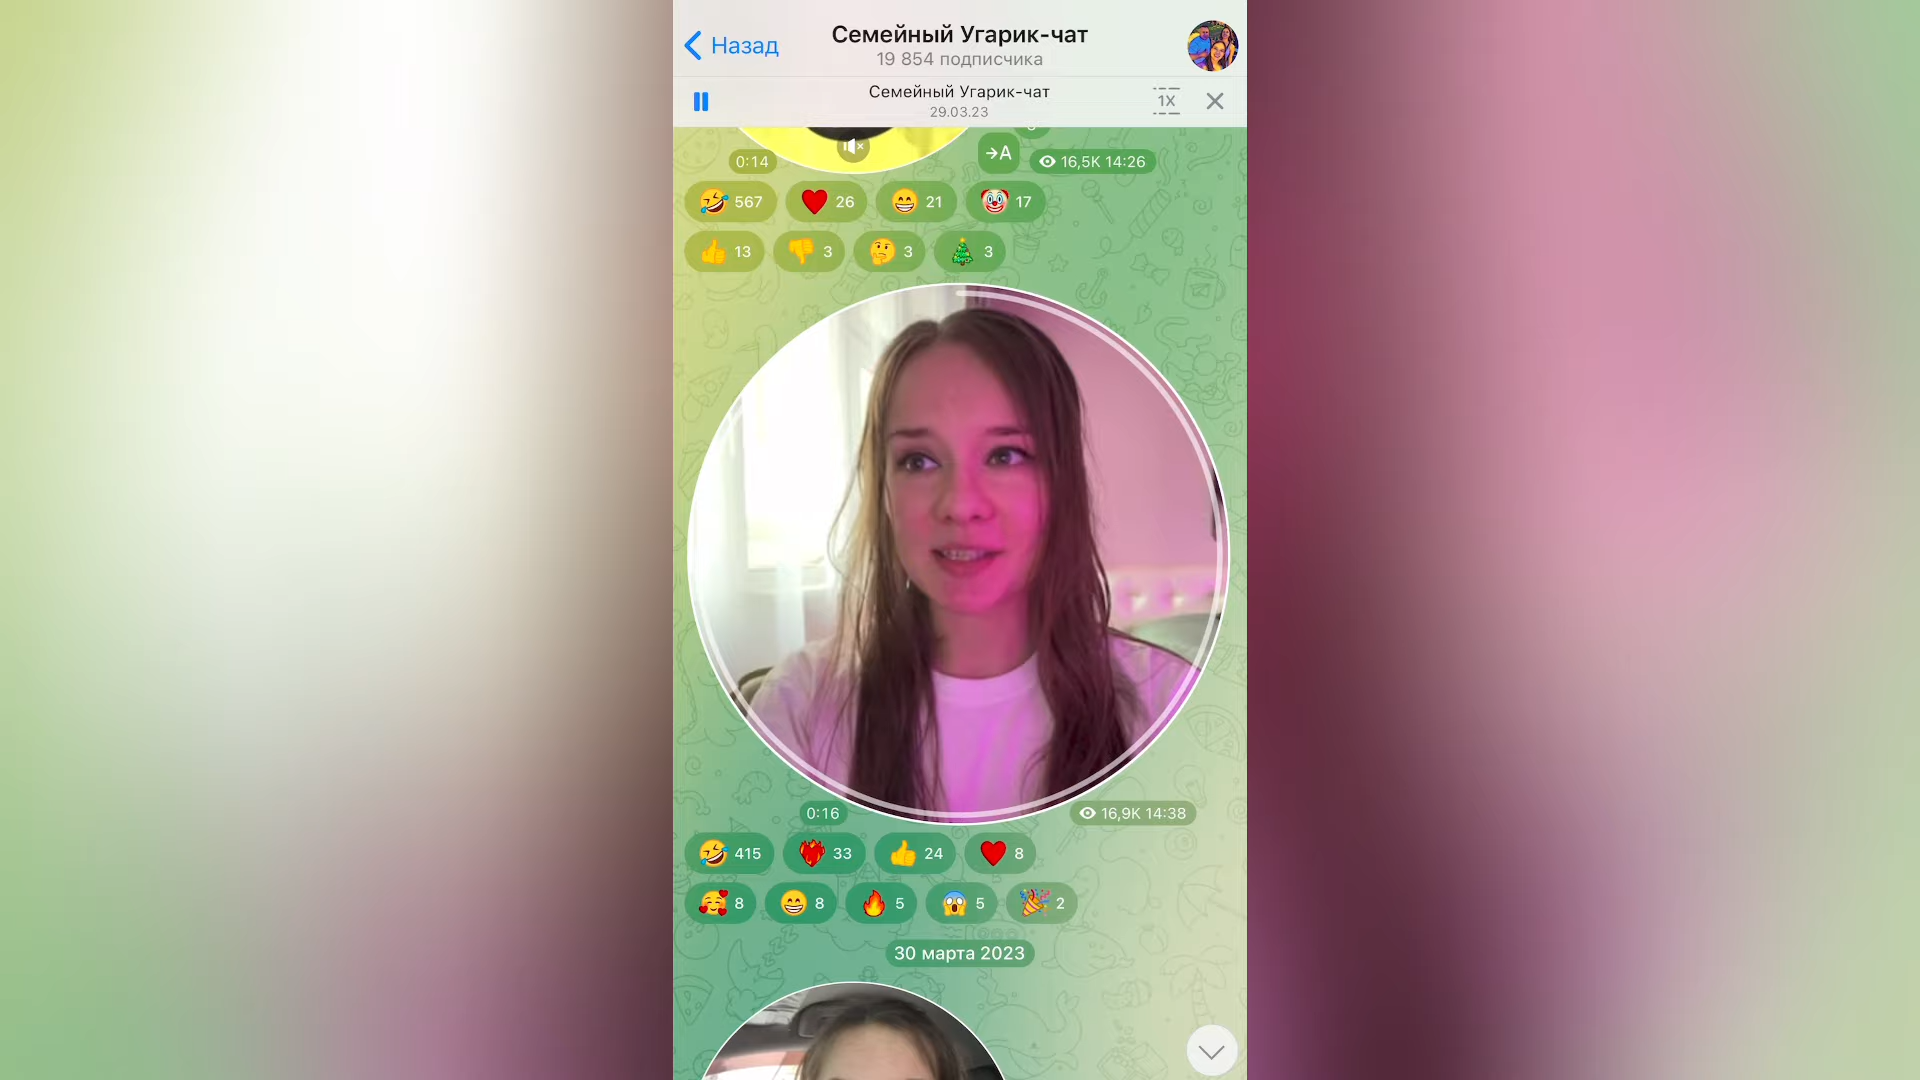 Назад
Семейный Угарик-чат
19 854 подписчика
Семейный Угарик-чат
29.03.23
1X
0:14
→A
16,5K 14:26
567
26
21
17
13
3
3
3
0:16
16,9K 14:38
415
33
24
8
8
8
5
5
2
30 марта 2023